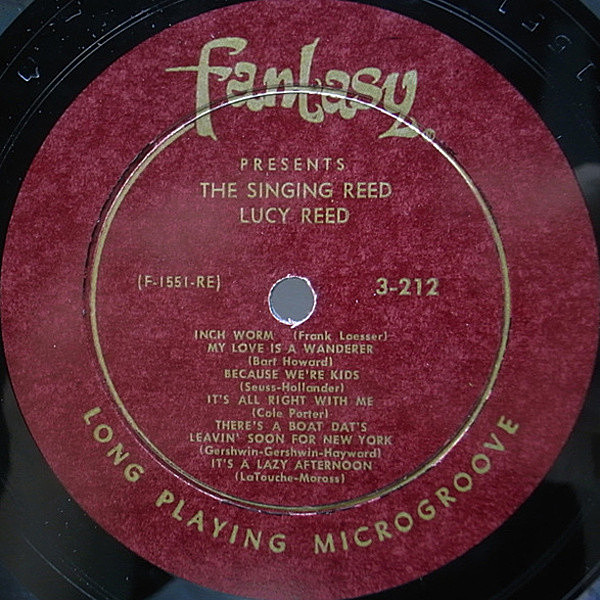 Fantasy
PRESENTS
THE SINGING REED
LUCY REED
(F-1551-RE) 3-212
INCH WORM (Frank Loesser)
MY LOVE IS A WANDERER
(Bart Howard)
BECAUSE WE'RE KIDS
(Seuss-Hollander)
IT'S ALL RIGHT WITH ME
(Cole Porter)
THERE'S A BOAT DAT'S
LEAVIN' SOON FOR NEW YORK
(Gershwin-Gershwin-Hayward)
IT'S A LAZY AFTERNOON
(LaTouche-Moross)
LONG PLAYING MICROGROOVE